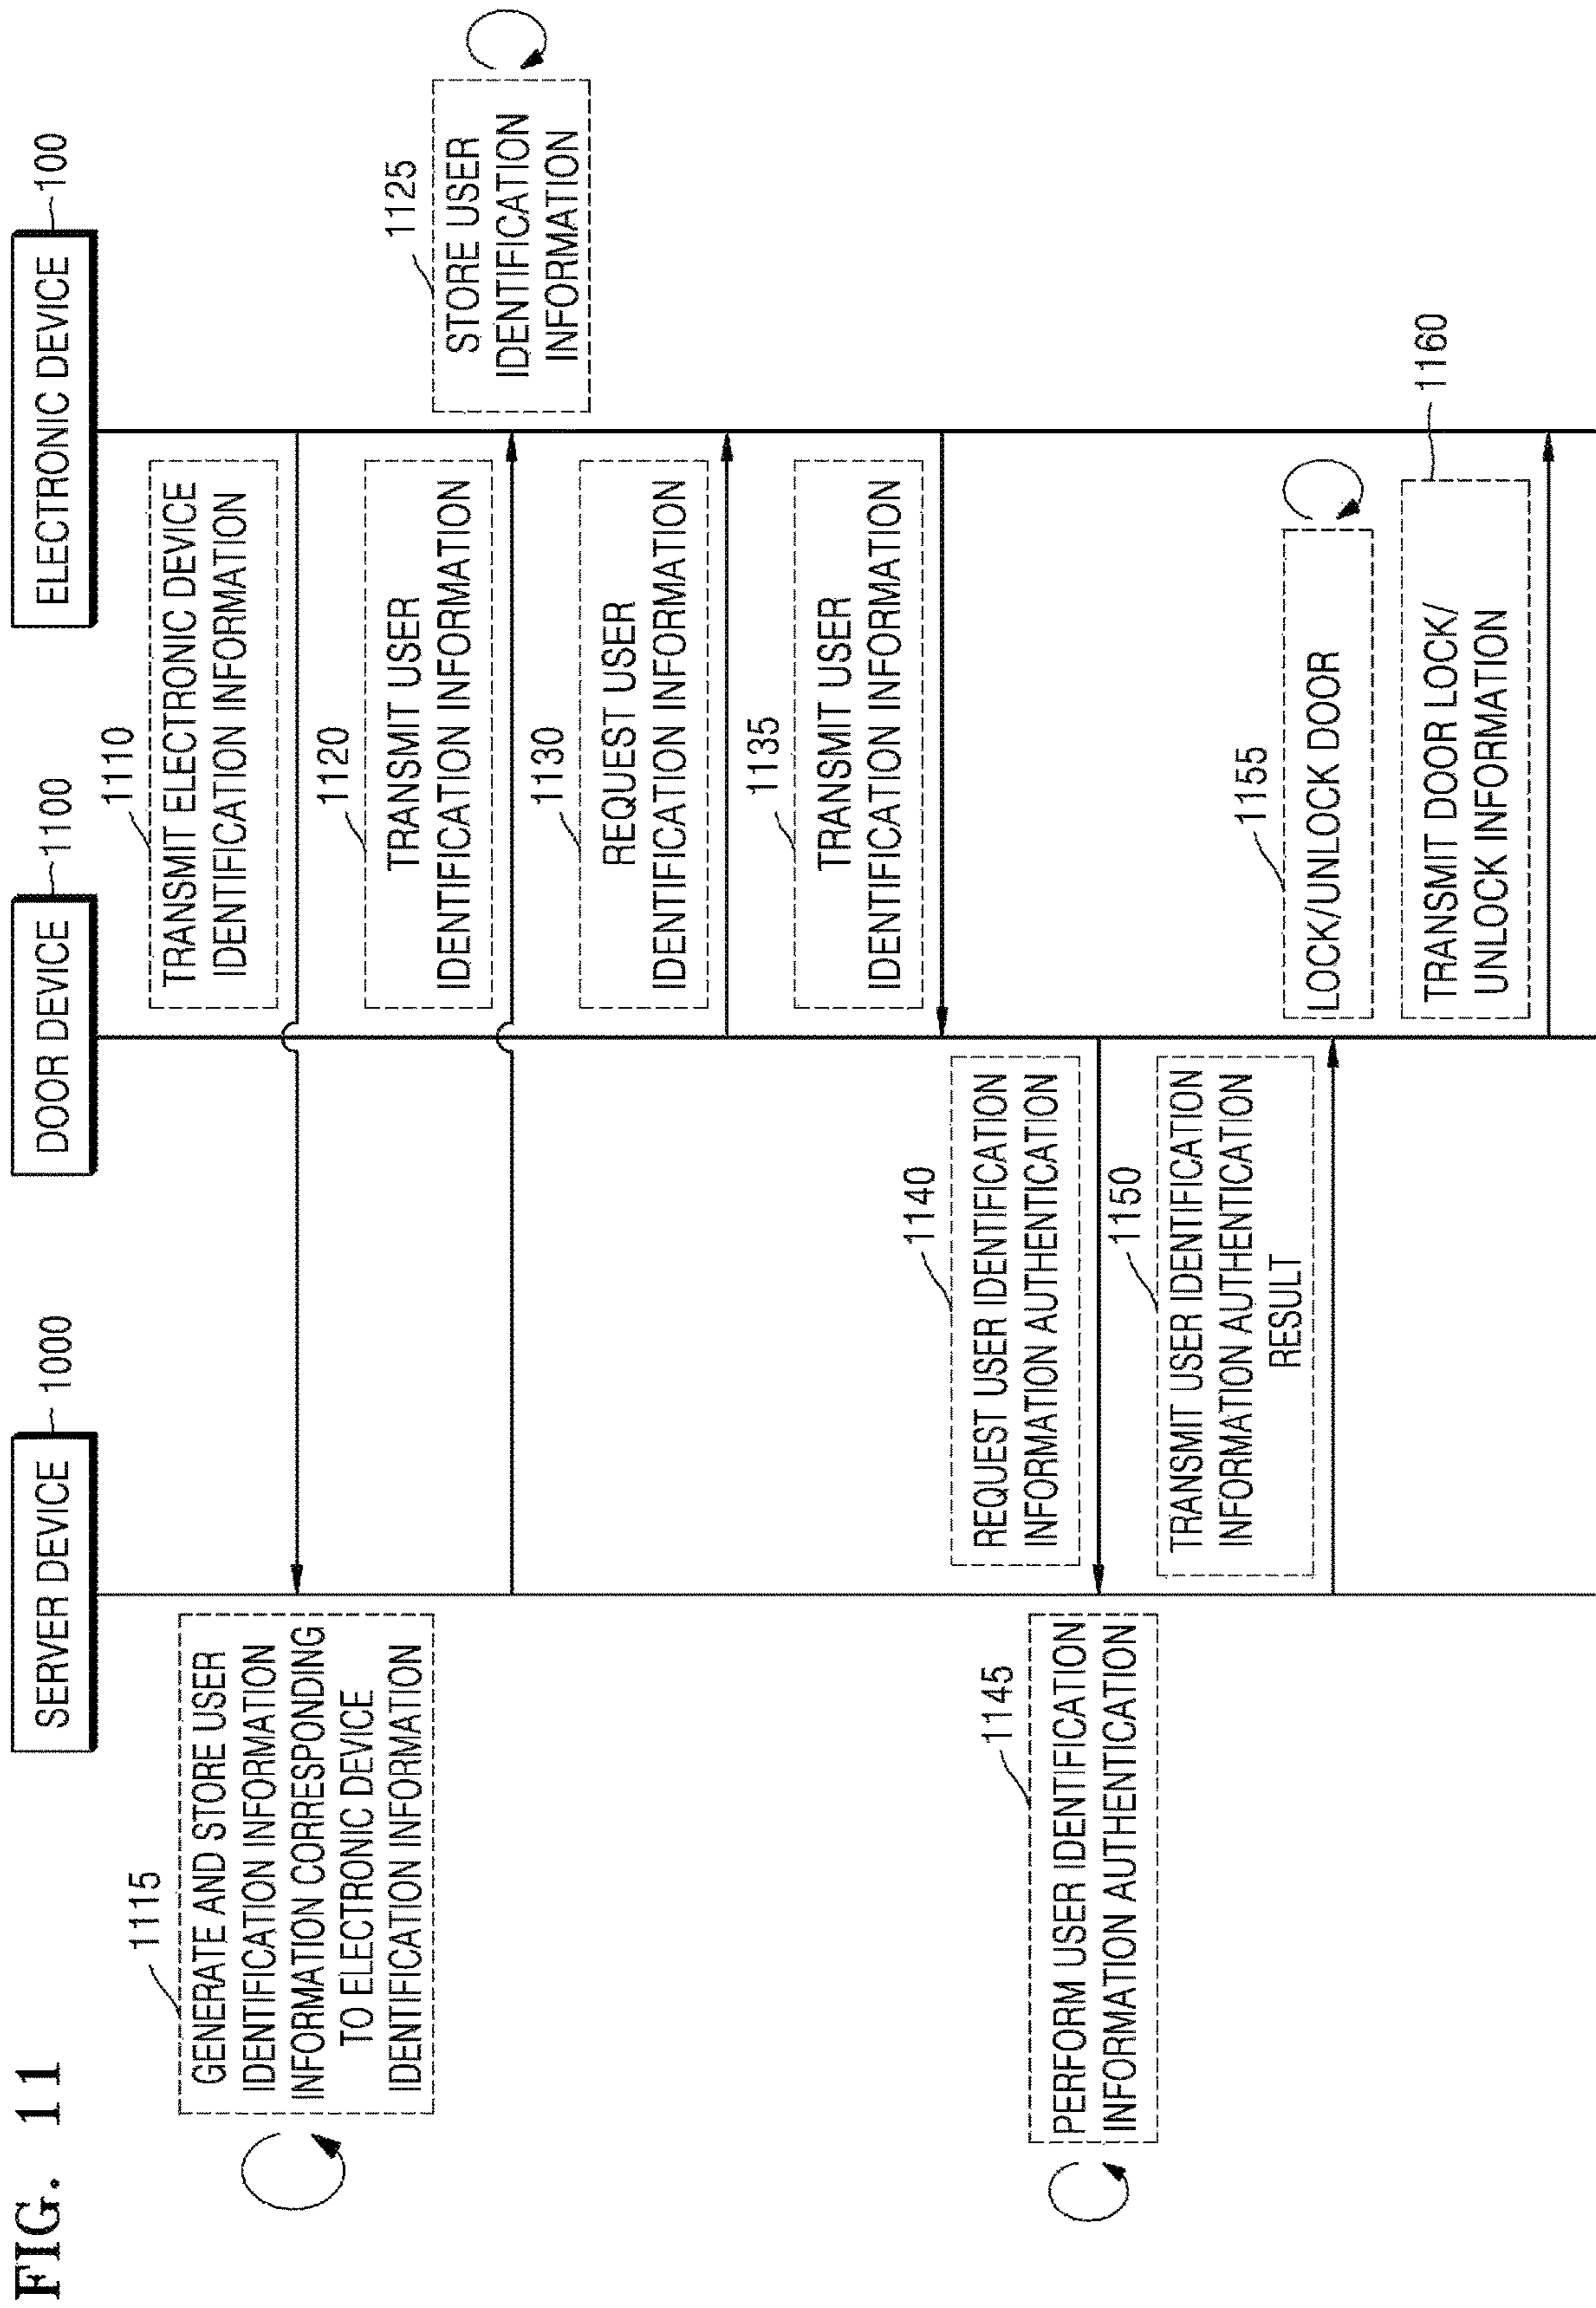 FIG. 11
SERVER DEVICE
1000
DOOR DEVICE
1100
ELECTRONIC DEVICE
100
1110
TRANSMIT ELECTRONIC DEVICE
IDENTIFICATION INFORMATION
1115
GENERATE AND STORE USER
IDENTIFICATION INFORMATION
INFORMATION CORRESPONDING
TO ELECTRONIC DEVICE
IDENTIFICATION INFORMATION
1120
TRANSMIT USER
IDENTIFICATION INFORMATION
1125
STORE USER
IDENTIFICATION
INFORMATION
1130
REQUEST USER
IDENTIFICATION INFORMATION
1135
TRANSMIT USER
IDENTIFICATION INFORMATION
1140
REQUEST USER IDENTIFICATION
INFORMATION AUTHENTICATION
1145
PERFORM USER IDENTIFICATION
INFORMATION AUTHENTICATION
1150
TRANSMIT USER IDENTIFICATION
INFORMATION AUTHENTICATION
RESULT
1155
LOCK/UNLOCK DOOR
1160
TRANSMIT DOOR LOCK/
UNLOCK INFORMATION